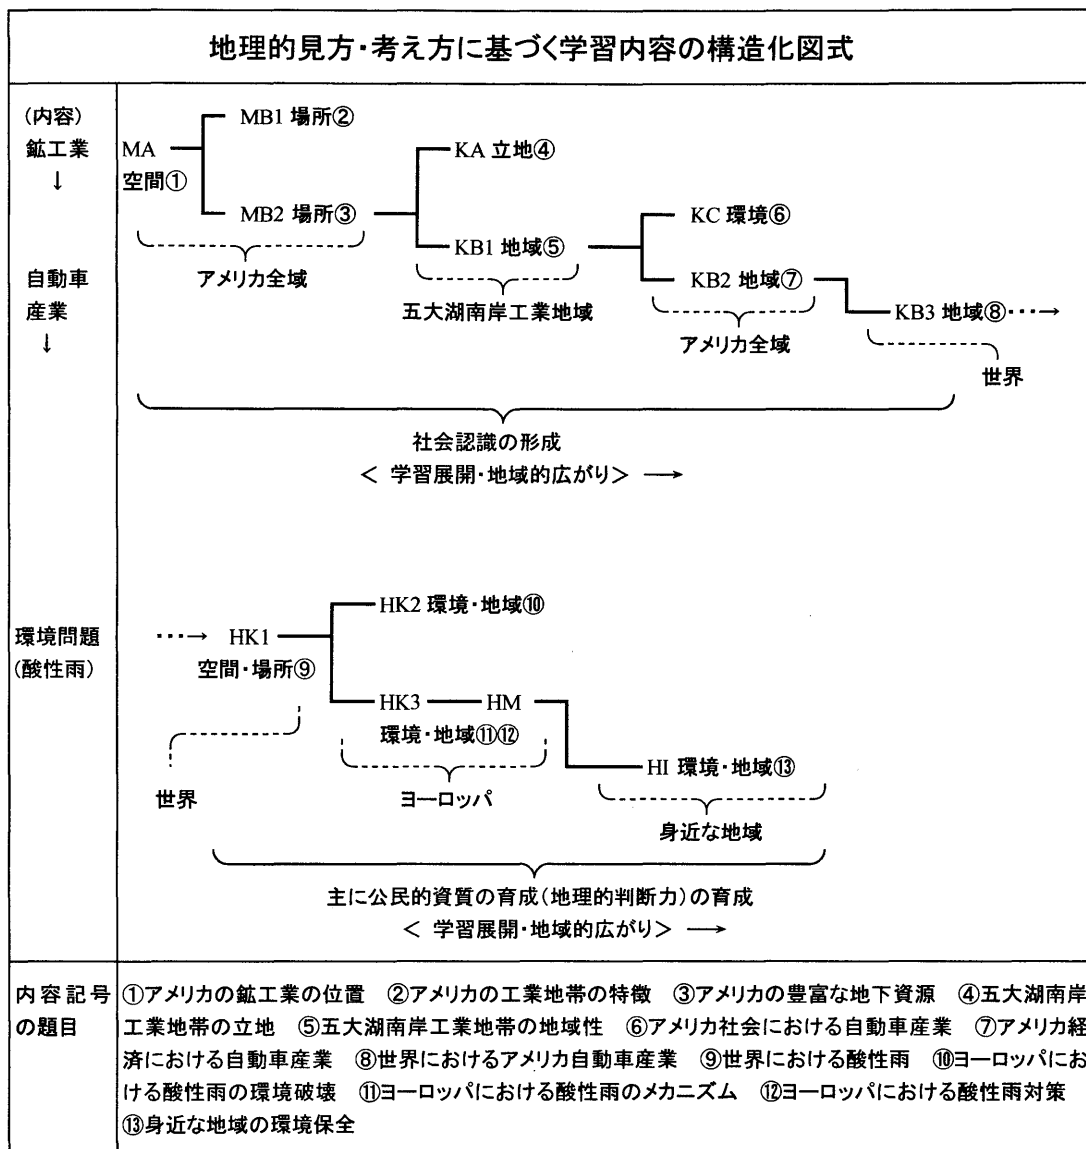 地理的見方・考え方に基づく学習内容の構造化図式
(内容)
鉱工業
↓
自動車
産業
↓
MA
空間①
MB1 場所②
MB2 場所③
アメリカ全域
KA 立地④
KB1 地域⑤
五大湖南岸工業地域
KC 環境⑥
KB2 地域⑦
アメリカ全域
KB3 地域⑧・・・→
世界
社会認識の形成
< 学習展開・地域的広がり> →
環境問題
(酸性雨)
・・・→ HK1
空間・場所⑨
世界
HK2 環境・地域⑩
HK3 HM
環境・地域⑪⑫
ヨーロッパ
HI 環境・地域⑬
身近な地域
主に公民的資質の育成(地理的判断力)の育成
< 学習展開・地域的広がり> →
内容記号
の題目
①アメリカの鉱工業の位置 ②アメリカの工業地帯の特徴 ③アメリカの豊富な地下資源 ④五大湖南岸
工業地帯の立地 ⑤五大湖南岸工業地帯の地域性 ⑥アメリカ社会における自動車産業 ⑦アメリカ経
済における自動車産業 ⑧世界におけるアメリカ自動車産業 ⑨世界における酸性雨 ⑩ヨーロッパにお
ける酸性雨の環境破壊 ⑪ヨーロッパにおける酸性雨のメカニズム ⑫ヨーロッパにおける酸性雨対策
⑬身近な地域の環境保全